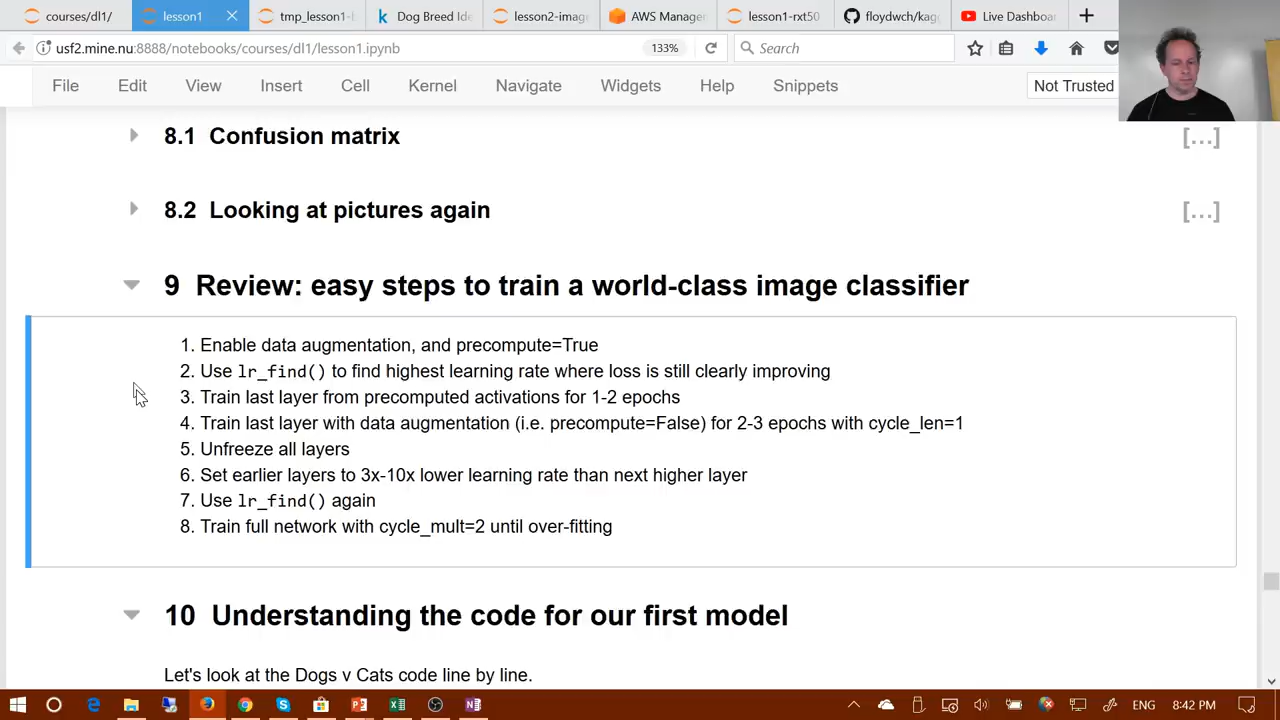 courses/dl1/
lesson1
tmp_lesson1-b
Dog Breed Ide
lesson2-imag
AWS Manager
lesson1-rxt50
floydwch/kagg
Live Dashboar
usf2.mine.nu:8888/notebooks/courses/dl1/lesson1.ipynb
133%
Search
File
Edit
View
Insert
Cell
Kernel
Navigate
Widgets
Help
Snippets
Not Trusted
8.1 Confusion matrix
[...]
8.2 Looking at pictures again
[...]
9 Review: easy steps to train a world-class image classifier
1. Enable data augmentation, and precompute=True
2. Use lr_find() to find highest learning rate where loss is still clearly improving
3. Train last layer from precomputed activations for 1-2 epochs
4. Train last layer with data augmentation (i.e. precompute=False) for 2-3 epochs with cycle_len=1
5. Unfreeze all layers
6. Set earlier layers to 3x-10x lower learning rate than next higher layer
7. Use lr_find() again
8. Train full network with cycle_mult=2 until over-fitting
10 Understanding the code for our first model
Let's look at the Dogs v Cats code line by line.
ENG
8:42 PM